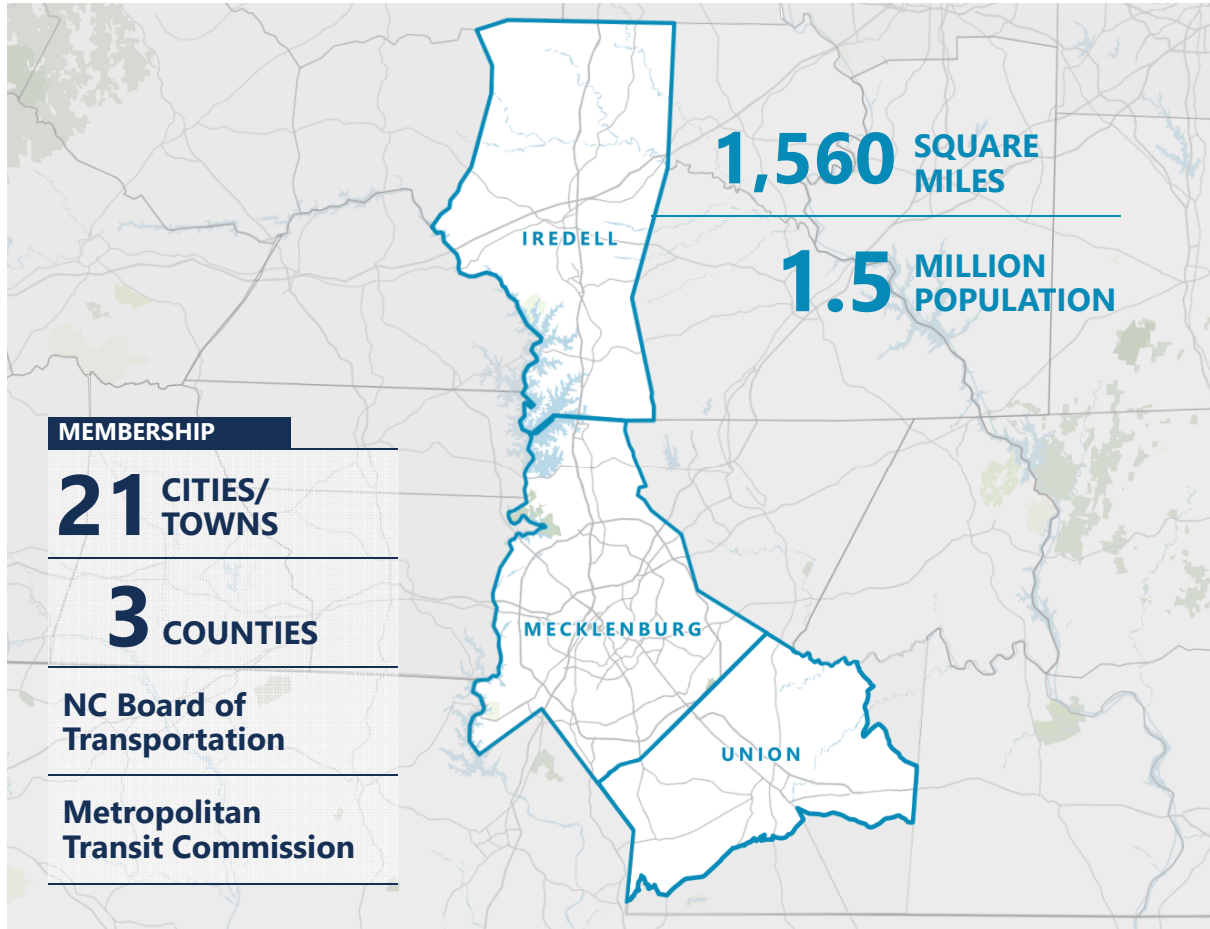 1,560 SQUARE
MILES
IREDELL
1.5 MILLION
POPULATION
MEMBERSHIP
21 CITIES/
TOWNS
3 COUNTIES
MECKLENBURG
NC Board of
Transportation
UNION
Metropolitan
Transit Commission